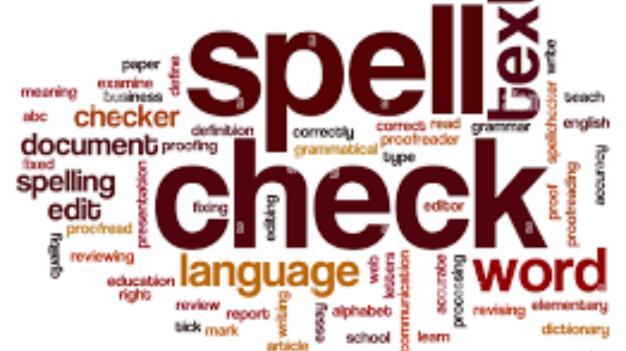 spell
check
text
write
paper
define
meaning
examine
business
abc
checker
teach
spellchecker
english
definition
correctly
correct
read
grammar
document
proofing
grammatical
proofreader
type
accuracy
fixed
spelling
presentation
edit
fixing
editing
editor
proof
proofreading
proofread
quality
reviewing
language
web
letters
communication
accurate
processing
word
education
right
review
report
writing
essay
alphabet
revising
elementary
tick
mark
school
learn
dictionary
article